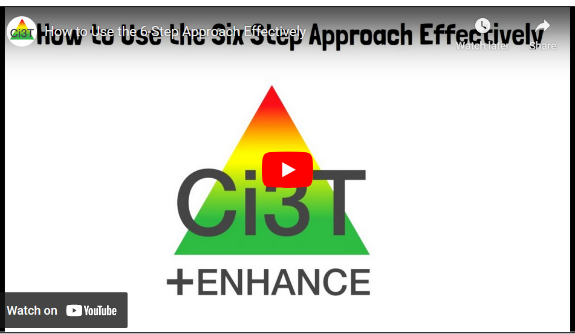 How to Use the Six Step Approach Effectively
Ci3T
How to Use the 6-Step Approach Effectively
Watch later
Share
Ci3T
+ENHANCE
Watch on YouTube